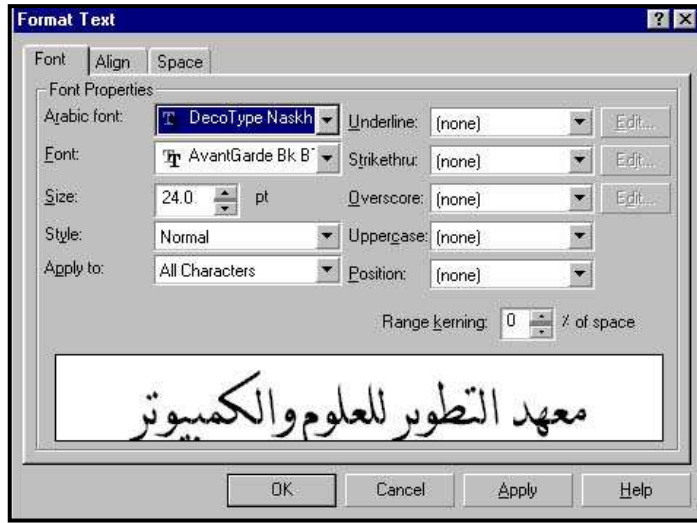 Format Text
Font Align Space
Font Properties
Arabic font: DecoType Naskh Underline: (none) Edit...
Font: AvantGarde Bk BT Strikethru: (none) Edit...
Size: 24.0 pt Overscore: (none) Edit...
Style: Normal Uppercase: (none)
Apply to: All Characters Position: (none)
Range kerning: 0 % of space
معهد التطوير للعلوم والكمبيوتر
OK Cancel Apply Help